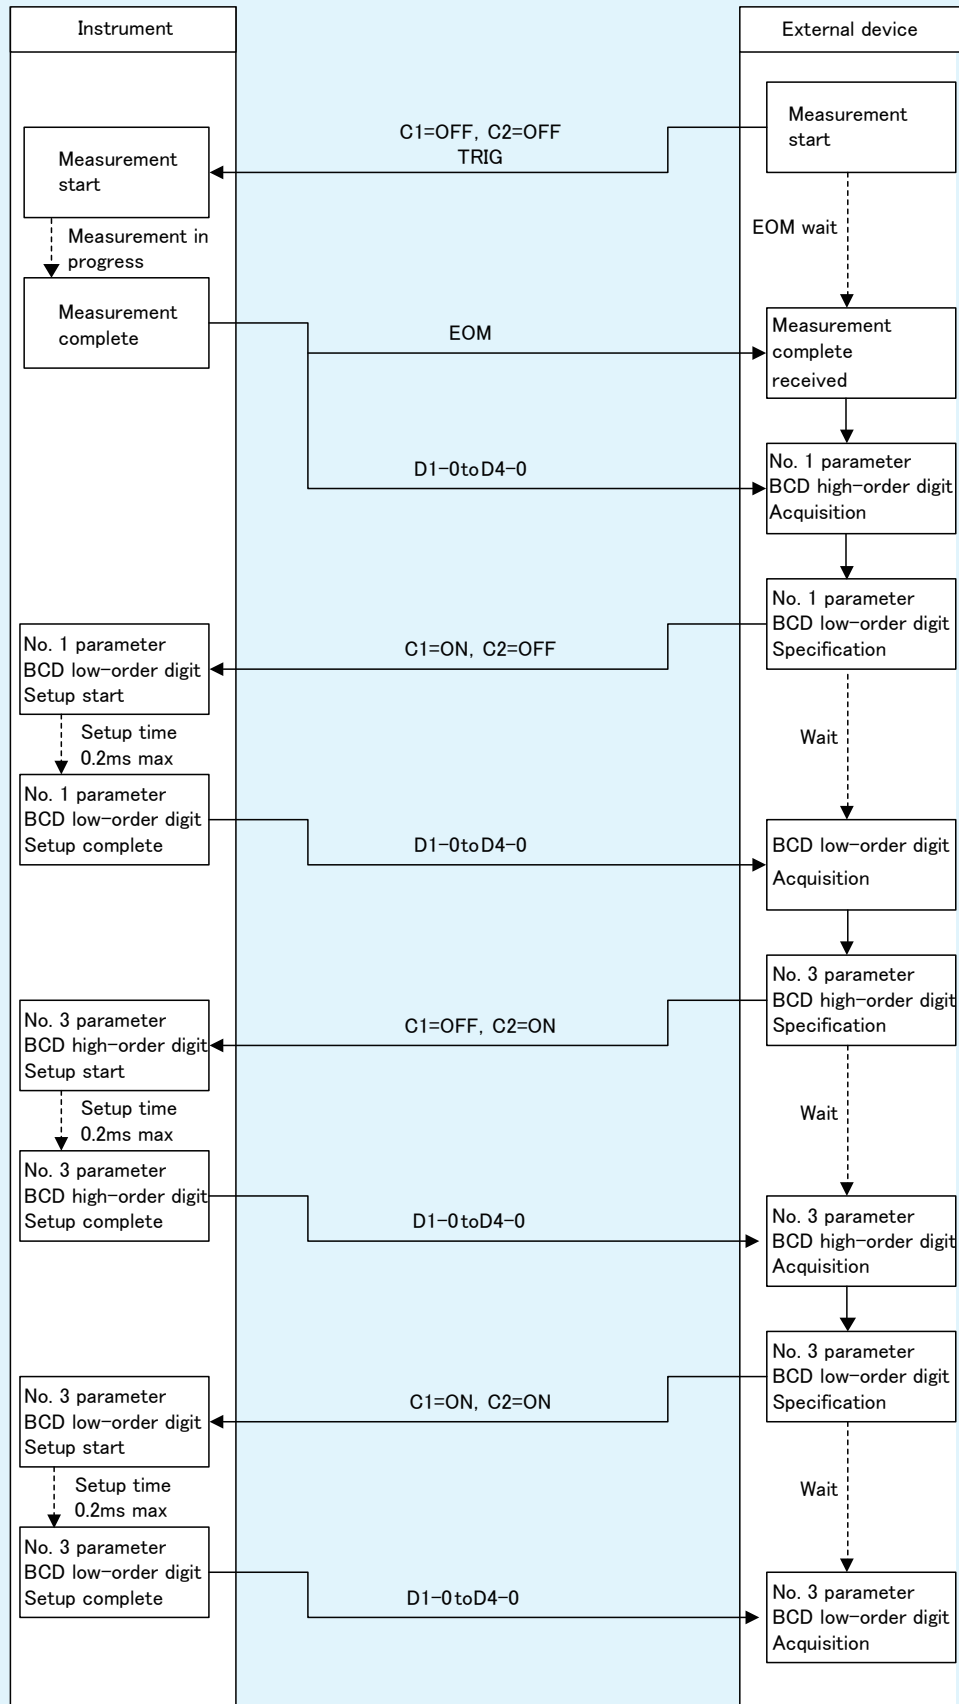 Instrument
External device
Measurement
start
C1=OFF, C2=OFF
TRIG
Measurement
start
EOM wait
Measurement in
progress
Measurement
complete
EOM
Measurement
complete
received
D1-0toD4-0
No. 1 parameter
BCD high-order digit
Acquisition
No. 1 parameter
BCD low-order digit
Specification
C1=ON, C2=OFF
No. 1 parameter
BCD low-order digit
Setup start
Setup time
0.2ms max
Wait
No. 1 parameter
BCD low-order digit
Setup complete
D1-0toD4-0
BCD low-order digit
Acquisition
No. 3 parameter
BCD high-order digit
Specification
C1=OFF, C2=ON
No. 3 parameter
BCD high-order digit
Setup start
Setup time
0.2ms max
Wait
No. 3 parameter
BCD high-order digit
Setup complete
D1-0toD4-0
No. 3 parameter
BCD high-order digit
Acquisition
No. 3 parameter
BCD low-order digit
Specification
C1=ON, C2=ON
No. 3 parameter
BCD low-order digit
Setup start
Setup time
0.2ms max
Wait
No. 3 parameter
BCD low-order digit
Setup complete
D1-0toD4-0
No. 3 parameter
BCD low-order digit
Acquisition